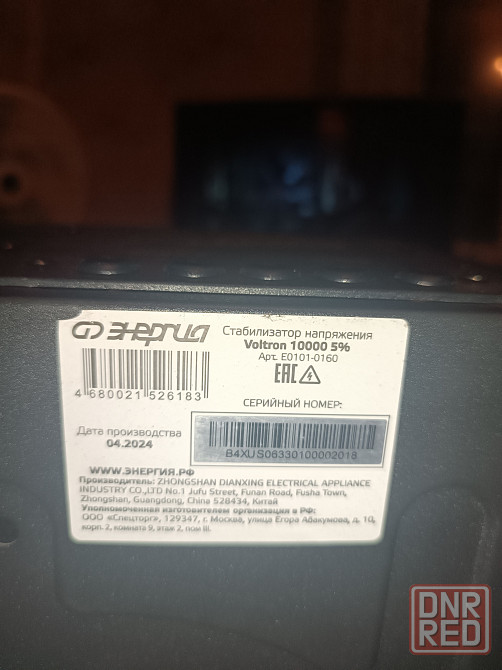 ЭНЕРГИЯ
Стабилизатор напряжения
Voltron 10000 5%
Арт. E0101-0160
EAC
4 680021 526183
СЕРИЙНЫЙ НОМЕР:
Дата производства
04.2024
B4XUS06330100002018
WWW.ЭНЕРГИЯ.РФ
Производитель: ZHONGSHAN DIANXING ELECTRICAL APPLIANCE
INDUSTRY CO.,LTD No.1 Jufu Street, Funan Road, Fusha Town,
Zhongshan, Guangdong, China 528434, Китай
Уполномоченная изготовителем организация в РФ:
ООО «Спецторг», 129347, г. Москва, улица Егора Абакумова, д. 10,
корп. 2, комната 9, этаж 2, пом III.
DNR
RED